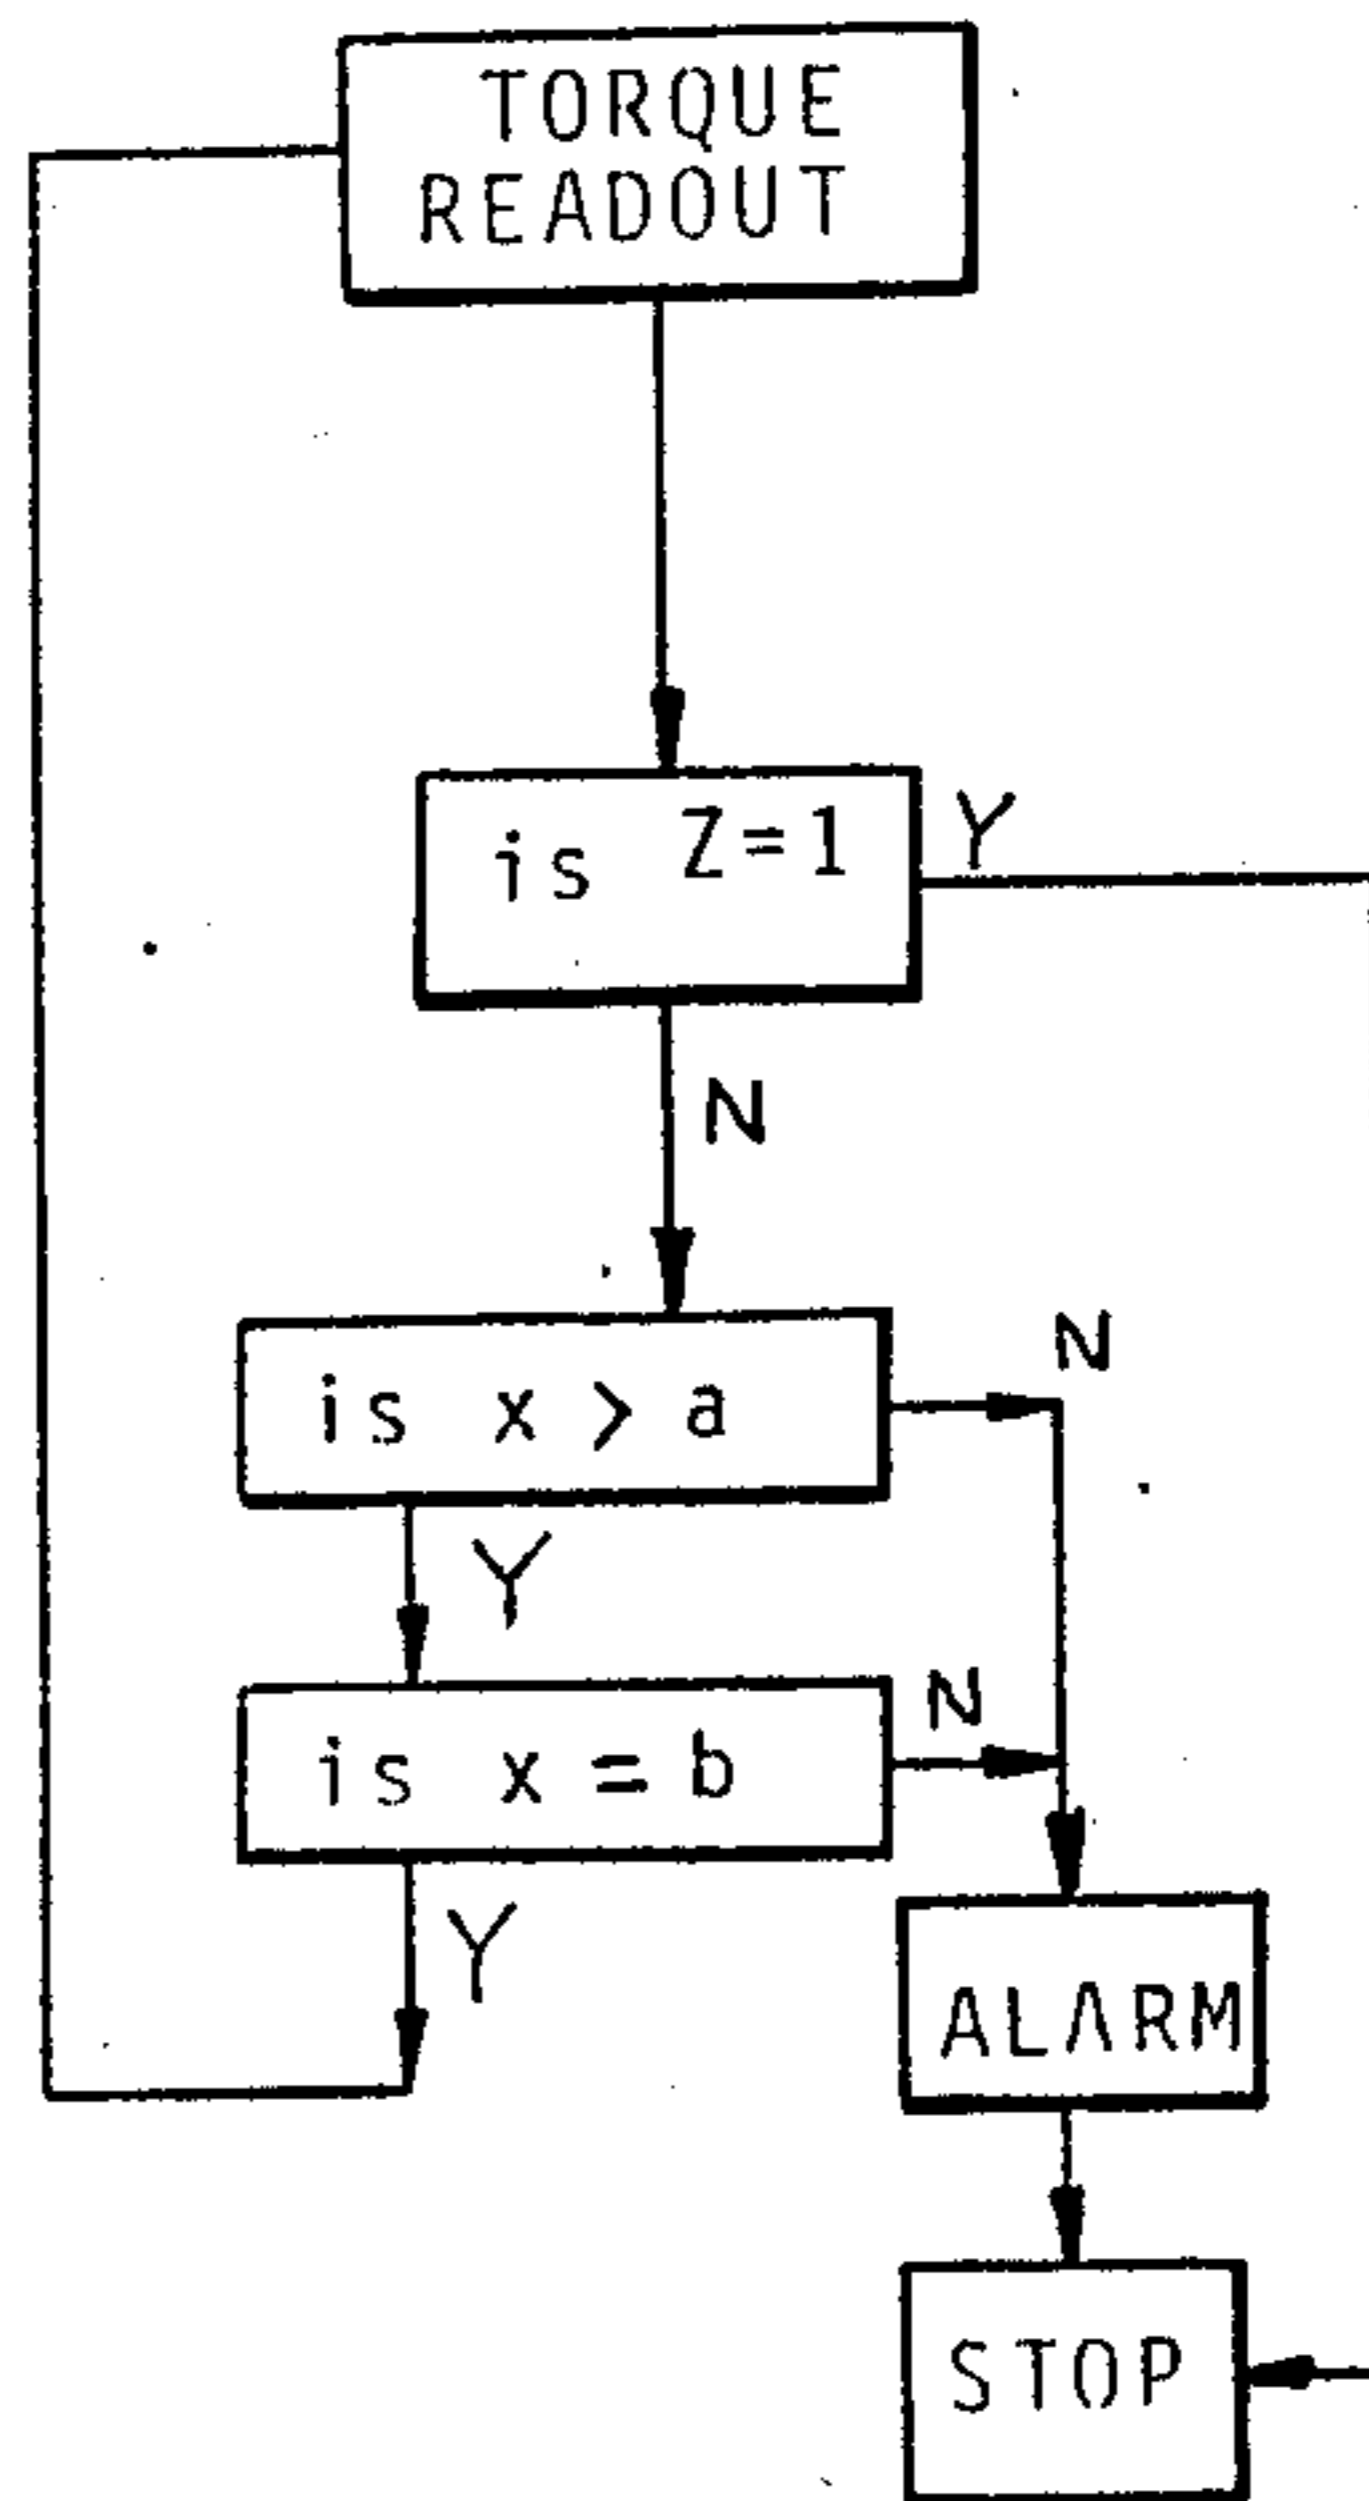 TORQUE
READOUT
is Z=1
Y
N
is x > a
N
Y
is x = b
N
Y
ALARM
STOP